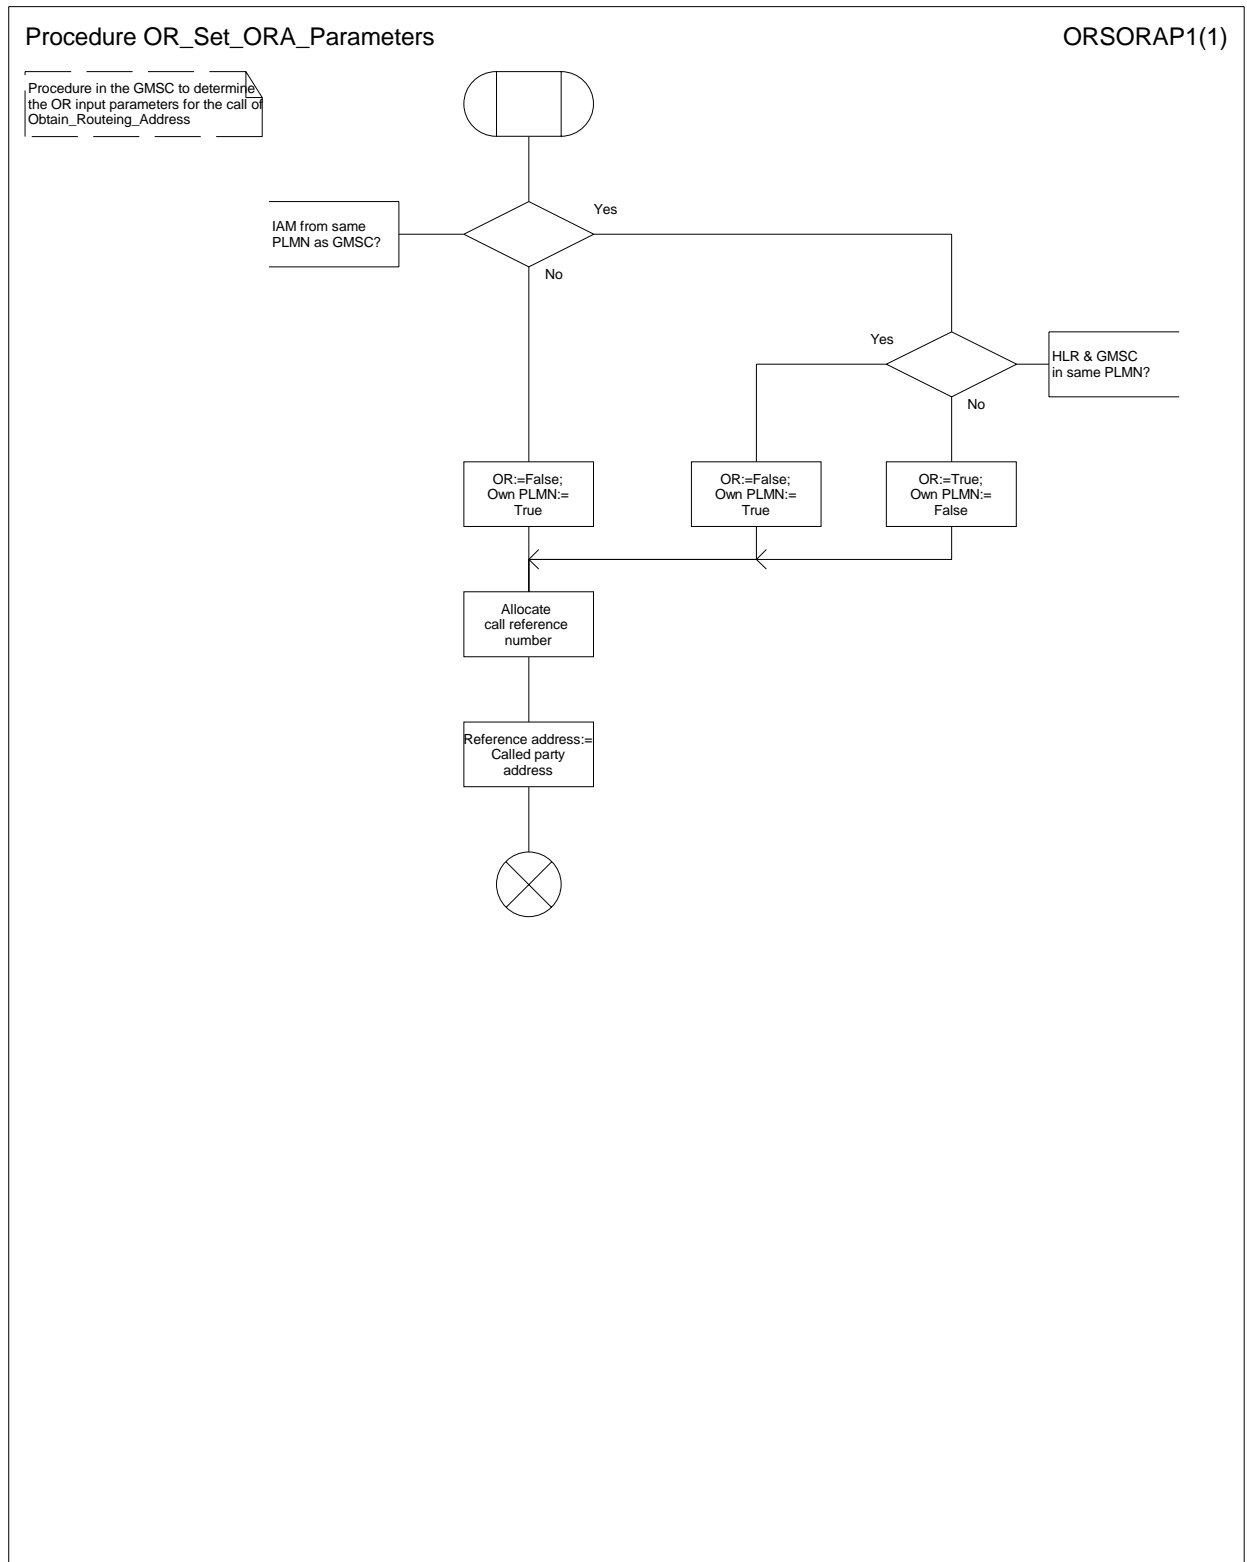 Procedure OR_Set_ORA_Parameters
ORSORAP1(1)
Procedure in the GMSC to determine
the OR input parameters for the call of
Obtain_Routeing_Address
Yes
IAM from same
PLMN as GMSC?
No
Yes
HLR & GMSC
in same PLMN?
No
OR:=False;
Own PLMN:=
True
OR:=False;
Own PLMN:=
True
OR:=True;
Own PLMN:=
False
Allocate
call reference
number
Reference address:=
Called party
address